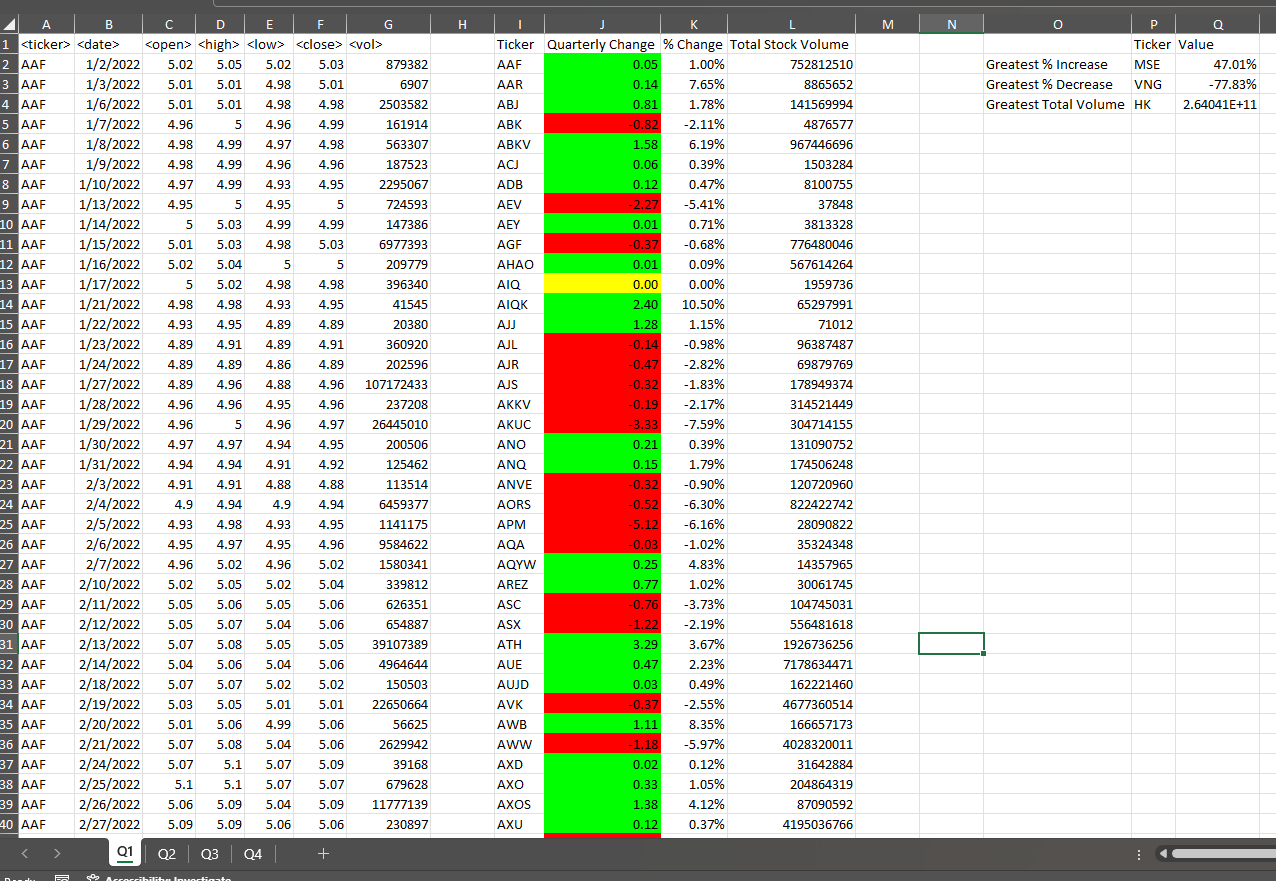 A B C D E F G H I J K L M N O P Q
1 <ticker> <date> <open> <high> <low> <close> <vol> Ticker Quarterly Change % Change Total Stock Volume Ticker Value
2 AAF 1/2/2022 5.02 5.05 5.02 5.03 879382 AAF 0.05 1.00% 752812510 Greatest % Increase MSE 47.01%
3 AAF 1/3/2022 5.01 5.01 4.98 5.01 6907 AAR 0.14 7.65% 8865652 Greatest % Decrease VNG -77.83%
4 AAF 1/6/2022 5.01 5.01 4.98 4.98 2503582 ABJ 0.81 1.78% 141569994 Greatest Total Volume HK 2.64041E+11
5 AAF 1/7/2022 4.96 5 4.96 4.99 161914 ABK -0.82 -2.11% 4876577
6 AAF 1/8/2022 4.98 4.99 4.97 4.98 563307 ABKV 1.58 6.19% 967446696
7 AAF 1/9/2022 4.98 4.99 4.96 4.96 187523 ACJ 0.06 0.39% 1503284
8 AAF 1/10/2022 4.97 4.99 4.93 4.95 2295067 ADB 0.12 0.47% 8100755
9 AAF 1/13/2022 4.95 5 4.95 5 724593 AEV -2.27 -5.41% 37848
10 AAF 1/14/2022 5 5.03 4.99 4.99 147386 AEY 0.01 0.71% 3813328
11 AAF 1/15/2022 5.01 5.03 4.98 5.03 6977393 AGF -0.37 -0.68% 776480046
12 AAF 1/16/2022 5.02 5.04 5 5 209779 AHAO 0.01 0.09% 567614264
13 AAF 1/17/2022 5 5.02 4.98 4.98 396340 AIQ 0.00 0.00% 1959736
14 AAF 1/21/2022 4.98 4.98 4.93 4.95 41545 AIQK 2.40 10.50% 65297991
15 AAF 1/22/2022 4.93 4.95 4.89 4.89 20380 AJJ 1.28 1.15% 71012
16 AAF 1/23/2022 4.89 4.91 4.89 4.91 360920 AJL -0.14 -0.98% 96387487
17 AAF 1/24/2022 4.89 4.89 4.86 4.89 202596 AJR -0.47 -2.82% 69879769
18 AAF 1/27/2022 4.89 4.96 4.88 4.96 107172433 AJS -0.32 -1.83% 178949374
19 AAF 1/28/2022 4.96 4.96 4.95 4.96 237208 AKKV -0.19 -2.17% 314521449
20 AAF 1/29/2022 4.96 5 4.96 4.97 26445010 AKUC -3.33 -7.59% 304714155
21 AAF 1/30/2022 4.97 4.97 4.94 4.95 200506 ANO 0.21 0.39% 131090752
22 AAF 1/31/2022 4.94 4.94 4.91 4.92 125462 ANQ 0.15 1.79% 174506248
23 AAF 2/3/2022 4.91 4.91 4.88 4.88 113514 ANVE -0.32 -0.90% 120720960
24 AAF 2/4/2022 4.9 4.94 4.9 4.94 6459377 AORS -0.52 -6.30% 822422742
25 AAF 2/5/2022 4.93 4.98 4.93 4.95 1141175 APM -5.12 -6.16% 28090822
26 AAF 2/6/2022 4.95 4.97 4.95 4.96 9584622 AQA -0.03 -1.02% 35324348
27 AAF 2/7/2022 4.96 5.02 4.96 5.02 1580341 AQYW 0.25 4.83% 14357965
28 AAF 2/10/2022 5.02 5.05 5.02 5.04 339812 AREZ 0.77 1.02% 30061745
29 AAF 2/11/2022 5.05 5.06 5.05 5.06 626351 ASC -0.76 -3.73% 104745031
30 AAF 2/12/2022 5.05 5.07 5.04 5.06 654887 ASX -1.22 -2.19% 556481618
31 AAF 2/13/2022 5.07 5.08 5.05 5.05 39107389 ATH 3.29 3.67% 1926736256
32 AAF 2/14/2022 5.04 5.06 5.04 5.06 4964644 AUE 0.47 2.23% 7178634471
33 AAF 2/18/2022 5.07 5.07 5.02 5.02 150503 AUJD 0.03 0.49% 162221460
34 AAF 2/19/2022 5.03 5.05 5.01 5.01 22650664 AVK -0.37 -2.55% 4677360514
35 AAF 2/20/2022 5.01 5.06 4.99 5.06 56625 AWB 1.11 8.35% 166657173
36 AAF 2/21/2022 5.07 5.08 5.04 5.06 2629942 AWW -1.18 -5.97% 4028320011
37 AAF 2/24/2022 5.07 5.1 5.07 5.09 39168 AXD 0.02 0.12% 31642884
38 AAF 2/25/2022 5.1 5.1 5.07 5.07 679628 AXO 0.33 1.05% 204864319
39 AAF 2/26/2022 5.06 5.09 5.04 5.09 11777139 AXOS 1.38 4.12% 87090592
40 AAF 2/27/2022 5.09 5.09 5.06 5.06 230897 AXU 0.12 0.37% 4195036766
Q1 Q2 Q3 Q4
Ready Accessibility: Investigate